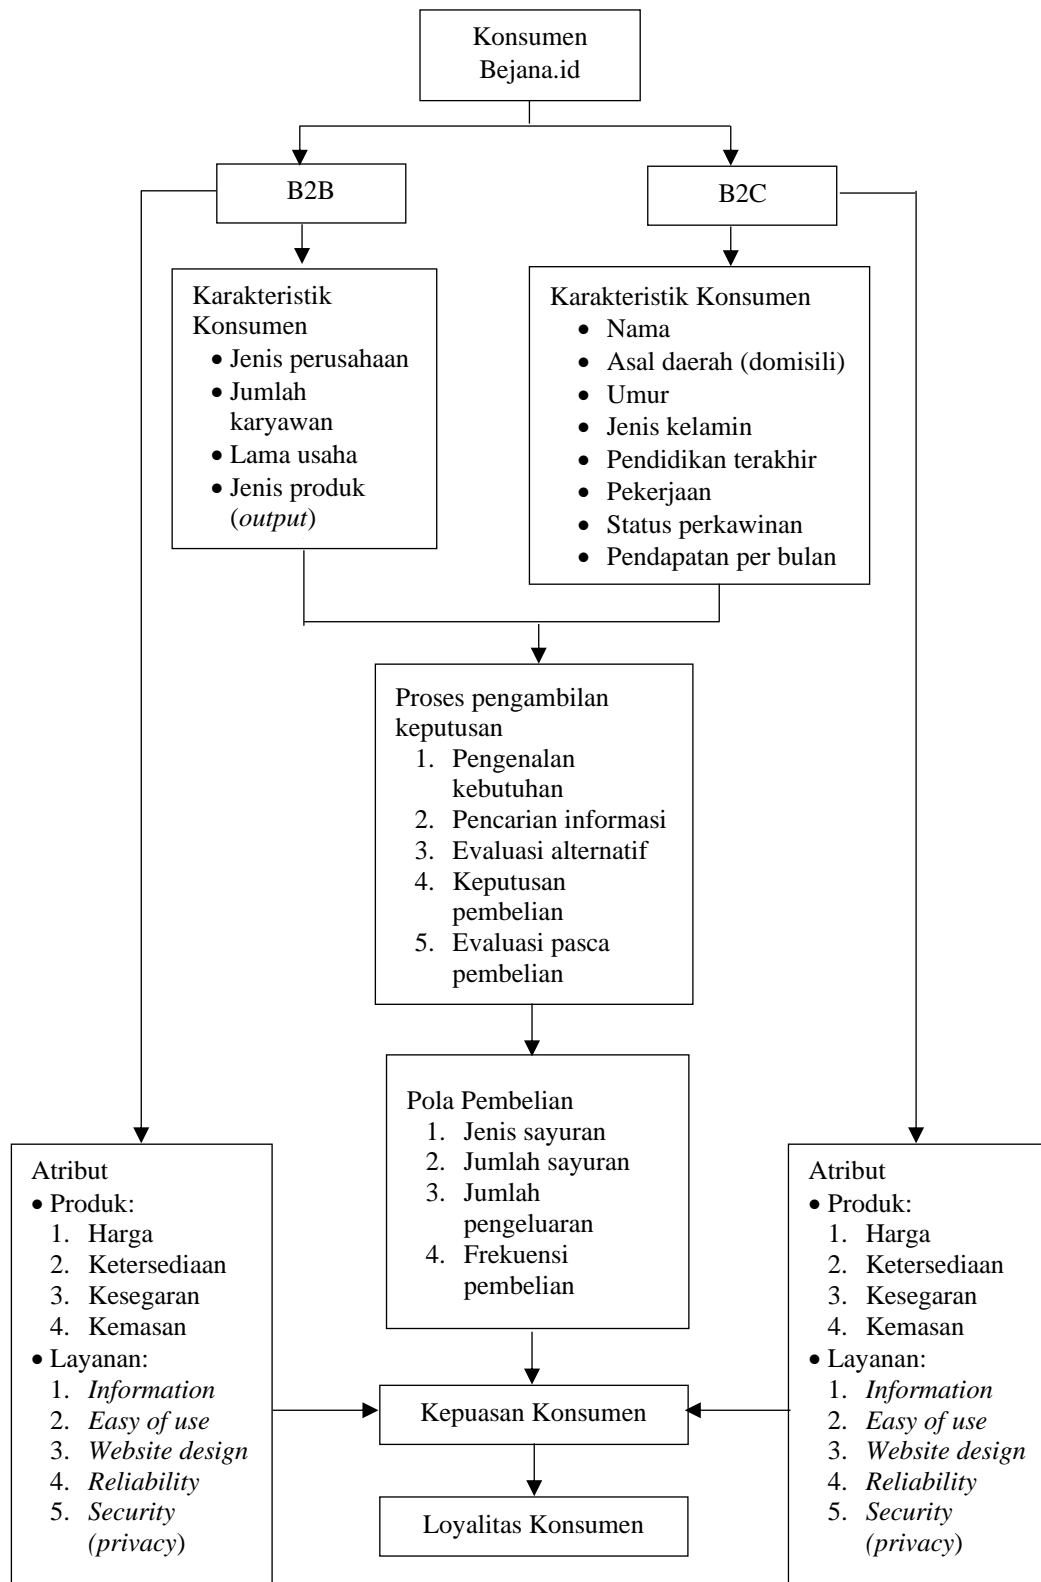 Konsumen
Bejana.id
B2B
B2C
Karakteristik
Konsumen
• Jenis perusahaan
• Jumlah
karyawan
• Lama usaha
• Jenis produk
(output)
Karakteristik Konsumen
• Nama
• Asal daerah (domisili)
• Umur
• Jenis kelamin
• Pendidikan terakhir
• Pekerjaan
• Status perkawinan
• Pendapatan per bulan
Proses pengambilan
keputusan
1. Pengenalan
kebutuhan
2. Pencarian informasi
3. Evaluasi alternatif
4. Keputusan
pembelian
5. Evaluasi pasca
pembelian
Pola Pembelian
1. Jenis sayuran
2. Jumlah sayuran
3. Jumlah
pengeluaran
4. Frekuensi
pembelian
Atribut
• Produk:
1. Harga
2. Ketersediaan
3. Kesegaran
4. Kemasan
• Layanan:
1. Information
2. Easy of use
3. Website design
4. Reliability
5. Security
(privacy)
Atribut
• Produk:
1. Harga
2. Ketersediaan
3. Kesegaran
4. Kemasan
• Layanan:
1. Information
2. Easy of use
3. Website design
4. Reliability
5. Security
(privacy)
Kepuasan Konsumen
Loyalitas Konsumen